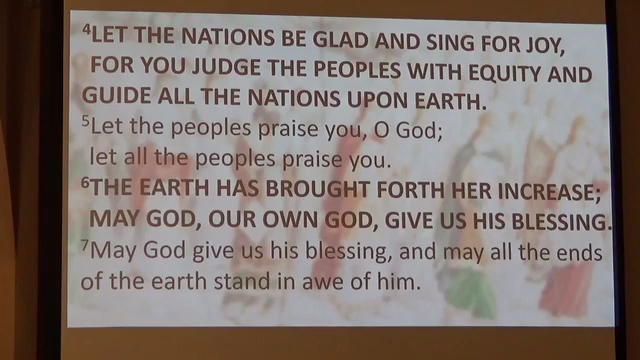 ⁴LET THE NATIONS BE GLAD AND SING FOR JOY,
FOR YOU JUDGE THE PEOPLES WITH EQUITY AND
GUIDE ALL THE NATIONS UPON EARTH.
⁵Let the peoples praise you, O God;
let all the peoples praise you.
⁶THE EARTH HAS BROUGHT FORTH HER INCREASE;
MAY GOD, OUR OWN GOD, GIVE US HIS BLESSING.
⁷May God give us his blessing, and may all the ends
of the earth stand in awe of him.